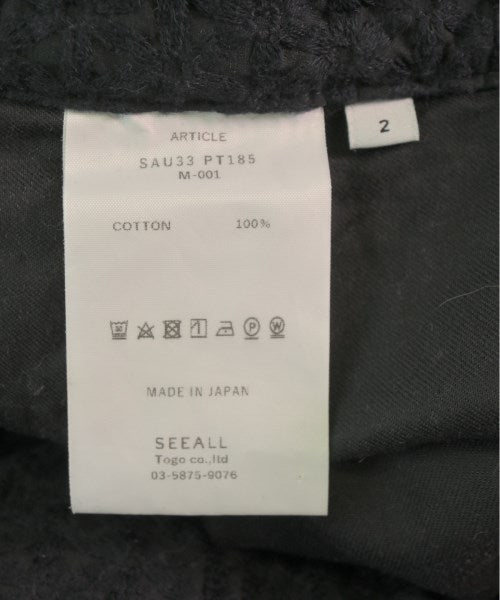 ARTICLE
SAU33 PT185
M-001
2
COTTON 100%
P W
MADE IN JAPAN
SEEALL
Togo co.,ltd
03-5875-9076